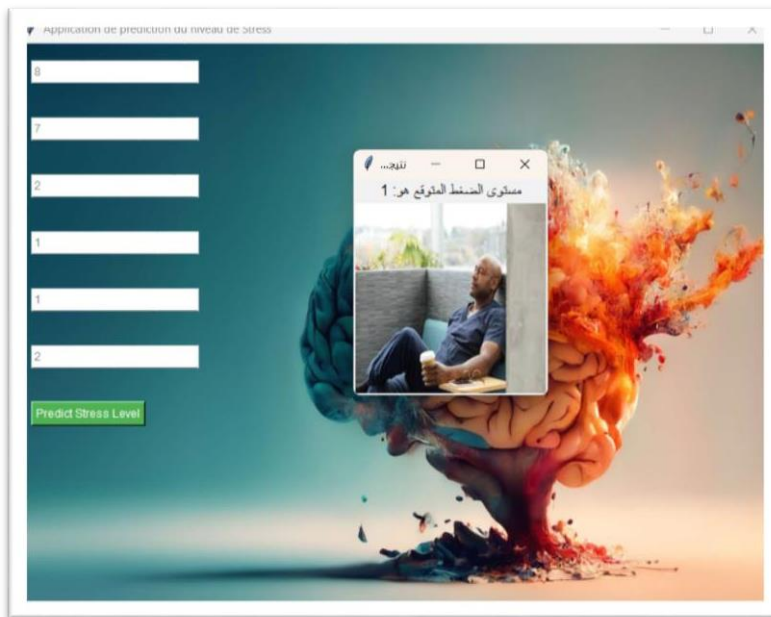 Application de prediction du niveau de Stress
8
7
2
1
1
2
Predict Stress Level
نتيج...
مستوى الضغط المتوقع هو: 1